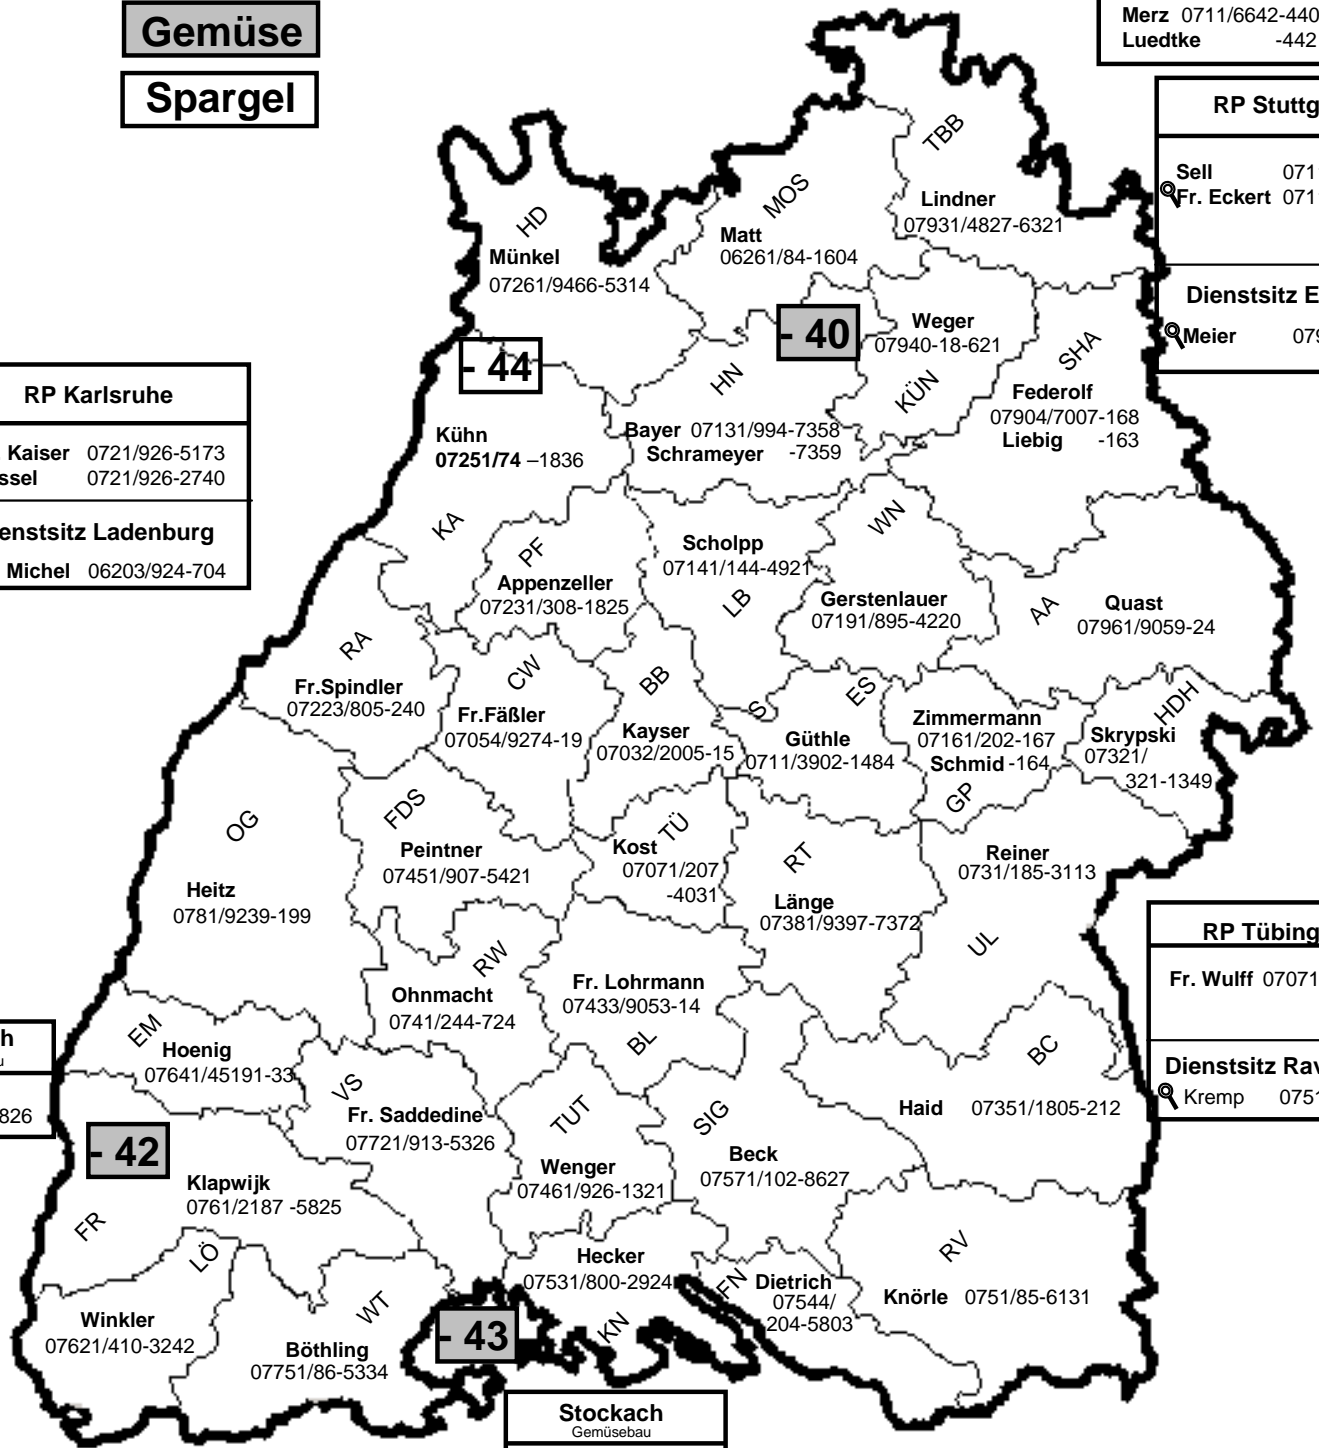 Gemüse
Spargel
Merz 0711/6642-440
Luedtke -442
RP Stuttg
Sell 071
Fr. Eckert 071
Dienstsitz E
Meier 079
RP Karlsruhe
Kaiser 0721/926-5173
ssel 0721/926-2740
enstsitz Ladenburg
Michel 06203/924-704
TBB
Lindner
07931/4827-6321
MOS
Matt
06261/84-1604
HD
Münkel
07261/9466-5314
- 40
- 44
Weger
07940-18-621
KÜN
SHA
Federolf
07904/7007-168
Liebig -163
HN
Bayer 07131/994-7358
Schrameyer -7359
Kühn
07251/74 –1836
KA
PF
Appenzeller
07231/308-1825
Scholpp
07141/144-4921
LB
WN
Gerstenlauer
07191/895-4220
AA
Quast
07961/9059-24
RA
Fr.Spindler
07223/805-240
CW
Fr.Fäßler
07054/9274-19
BB
Kayser
07032/2005-15
S
ES
Güthle
0711/3902-1484
Zimmermann
07161/202-167
Schmid -164
GP
HDH
Skrypski
07321/
321-1349
OG
Heitz
0781/9239-199
FDS
Peintner
07451/907-5421
TÜ
Kost
07071/207
-4031
RT
Länge
07381/9397-7372
Reiner
0731/185-3113
UL
RP Tübing
Fr. Wulff 07071
Dienstsitz Rav
Kremp 0751
RW
Ohnmacht
0741/244-724
Fr. Lohrmann
07433/9053-14
BL
EM
Hoenig
07641/45191-33
h
u
826
VS
Fr. Saddedine
07721/913-5326
TUT
Wenger
07461/926-1321
SIG
Beck
07571/102-8627
BC
Haid 07351/1805-212
- 42
Klapwijk
0761/2187 -5825
FR
LÖ
Winkler
07621/410-3242
WT
Böthling
07751/86-5334
- 43
Hecker
07531/800-2924
KN
FN
Dietrich
07544/
204-5803
RV
Knörle 0751/85-6131
Stockach
Gemüsebau